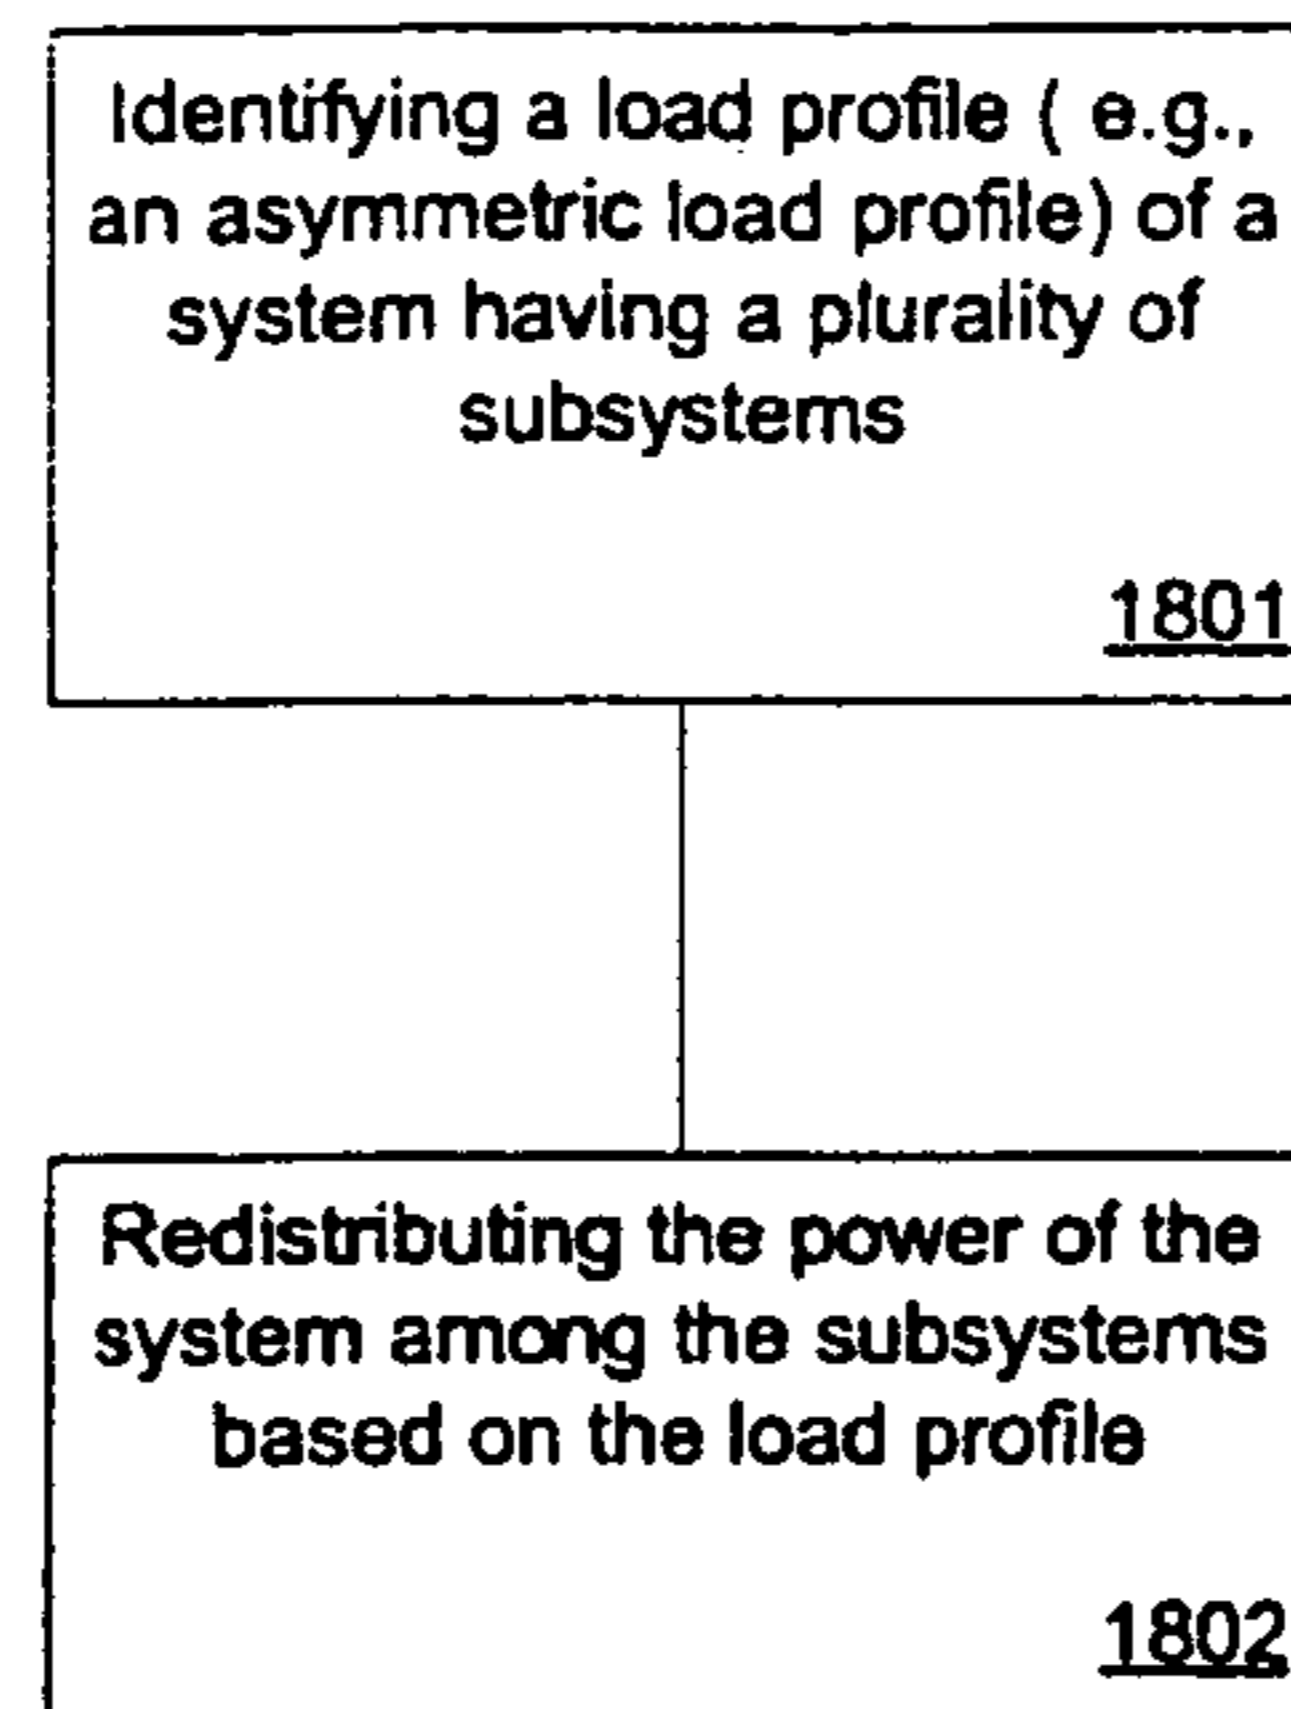 Identifying a load profile ( e.g.,
an asymmetric load profile) of a
system having a plurality of
subsystems
1801
Redistributing the power of the
system among the subsystems
based on the load profile
1802